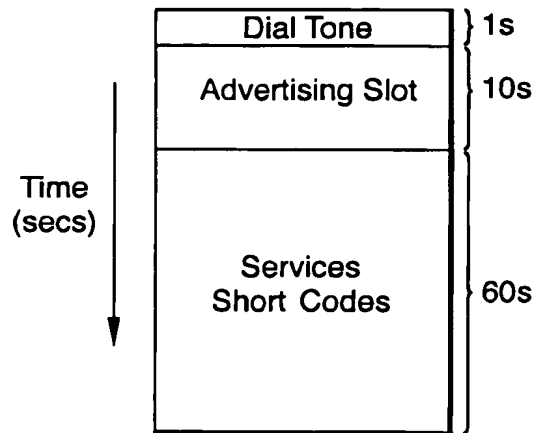 Dial Tone
1s
Advertising Slot
10s
Time
(secs)
Services
Short Codes
60s